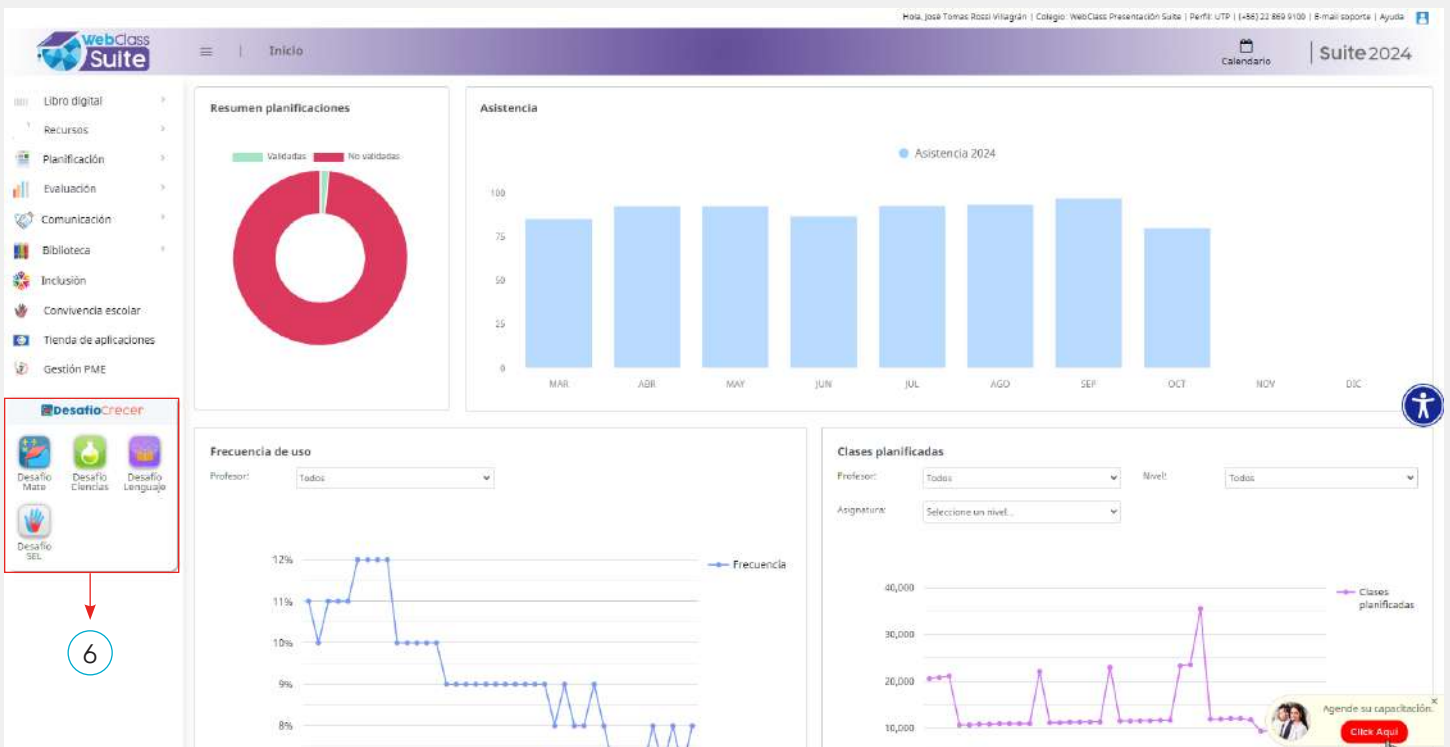 Hola, José Tomas Rossi Villagrán | Colegio: WebClass Presentación Suite | Perfil: UTP | (+56) 22 869 9100 | E-mail soporte | Ayuda
WebClass
Suite
Inicio
Calendario
Suite 2024
Libro digital
Recursos
Planificación
Evaluación
Comunicación
Biblioteca
Inclusión
Convivencia escolar
Tienda de aplicaciones
Gestión PME
DesafíoCrecer
Desafío Mate
Desafío Ciencias
Desafío Lenguaje
Desafío SEL
6
Resumen planificaciones
Validadas No validadas
Asistencia
Asistencia 2024
100
75
50
25
0
MAR ABR MAY JUN JUL AGO SEP OCT NOV DIC
Frecuencia de uso
Profesor: Todos
Frecuencia
12%
11%
10%
9%
8%
Clases planificadas
Profesor: Todos Nivel: Todos
Asignatura: Seleccione un nivel...
Clases
planificadas
40,000
30,000
20,000
10,000
Agende su capacitación.
x
Click Aquí